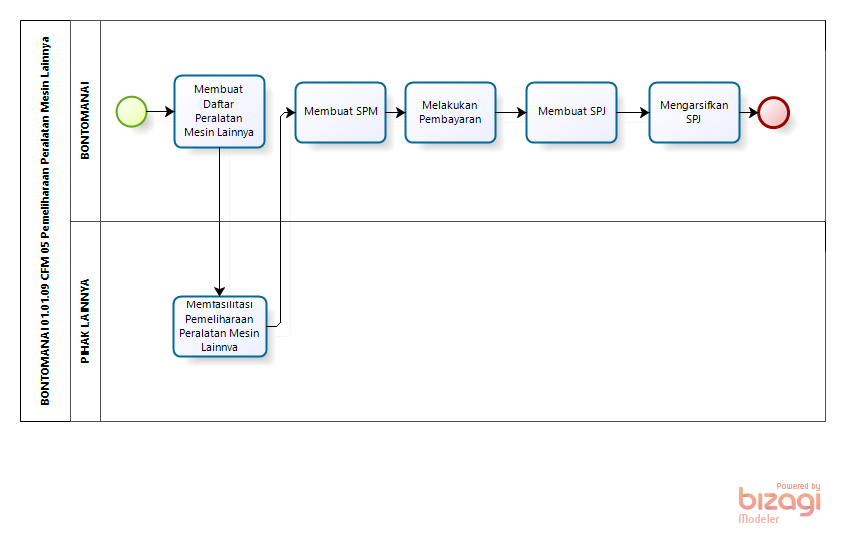 BONTOMANAI 01.01.09 CFM 05 Pemeliharaan Peralatan Mesin Lainnya
BONTOMANAI
Membuat
Daftar
Peralatan
Mesin Lainnya
Membuat SPM
Melakukan
Pembayaran
Membuat SPJ
Mengarsifkan
SPJ
PIHAK LAINNYA
Memfasilitasi
Pemeliharaan
Peralatan Mesin
Lainnya
Powered by
bizagi
Modeler